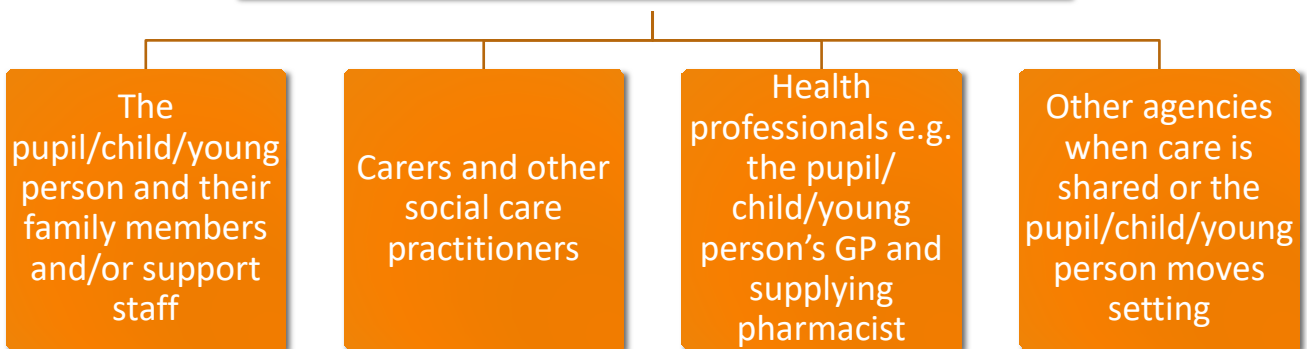 The
pupil/child/young
person and their
family members
and/or support
staff
Carers and other
social care
practitioners
Health
professionals e.g.
the pupil/
child/young
person’s GP and
supplying
pharmacist
Other agencies
when care is
shared or the
pupil/child/young
person moves
setting